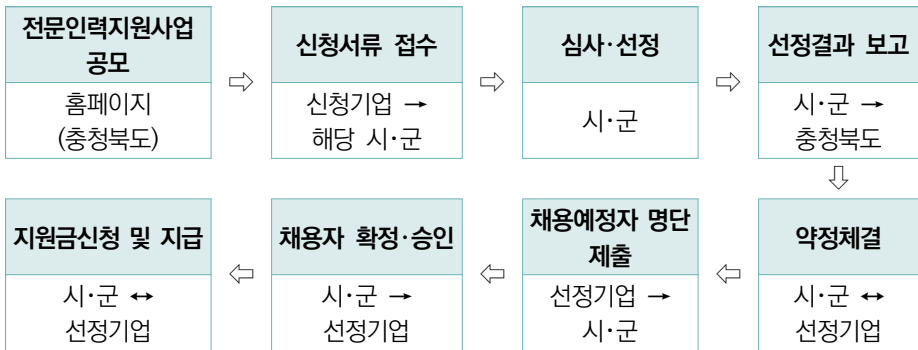 전문인력지원사업
공모
홈페이지
(충청북도)
⇨
신청서류 접수
신청기업 →
해당 시·군
⇨
심사·선정
시·군
⇨
선정결과 보고
시·군 →
충청북도
⇩
약정체결
시·군 ↔
선정기업
⇦
채용예정자 명단
제출
선정기업 →
시·군
⇦
채용자 확정·승인
시·군 →
선정기업
⇦
지원금신청 및 지급
시·군 ↔
선정기업